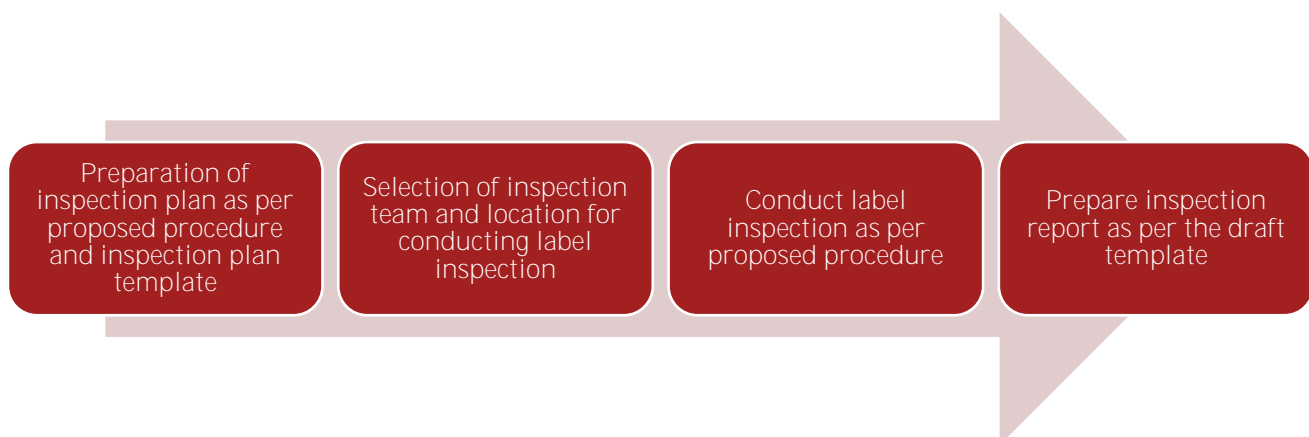 Preparation of
inspection plan as per
proposed procedure
and inspection plan
template
Selection of inspection
team and location for
conducting label
inspection
Conduct label
inspection as per
proposed procedure
Prepare inspection
report as per the draft
template